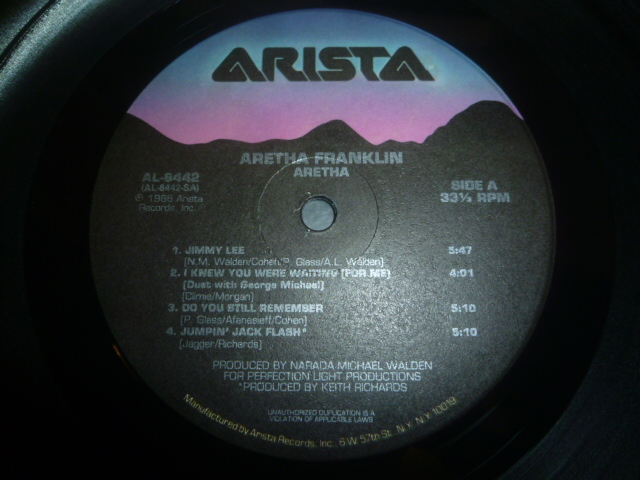 ARISTA
ARETHA FRANKLIN
ARETHA
AL-8442
(AL-8442-SA)
℗ 1986 Arista
Records, Inc.
SIDE A
33⅓ RPM
1. JIMMY LEE 5:47
(N.M. Walden/Cohen/P. Glass/A.L. Walden)
2. I KNEW YOU WERE WAITING (FOR ME) 4:01
(Duet with George Michael)
(Climie/Morgan)
3. DO YOU STILL REMEMBER 5:10
(P. Glass/Afanasieff/Cohen)
4. JUMPIN' JACK FLASH* 5:10
(Jagger/Richards)
PRODUCED BY NARADA MICHAEL WALDEN
FOR PERFECTION LIGHT PRODUCTIONS
*PRODUCED BY KEITH RICHARDS
UNAUTHORIZED DUPLICATION IS A
VIOLATION OF APPLICABLE LAWS
Manufactured by Arista Records, Inc., 6 W. 57th St., N.Y., N.Y. 10019